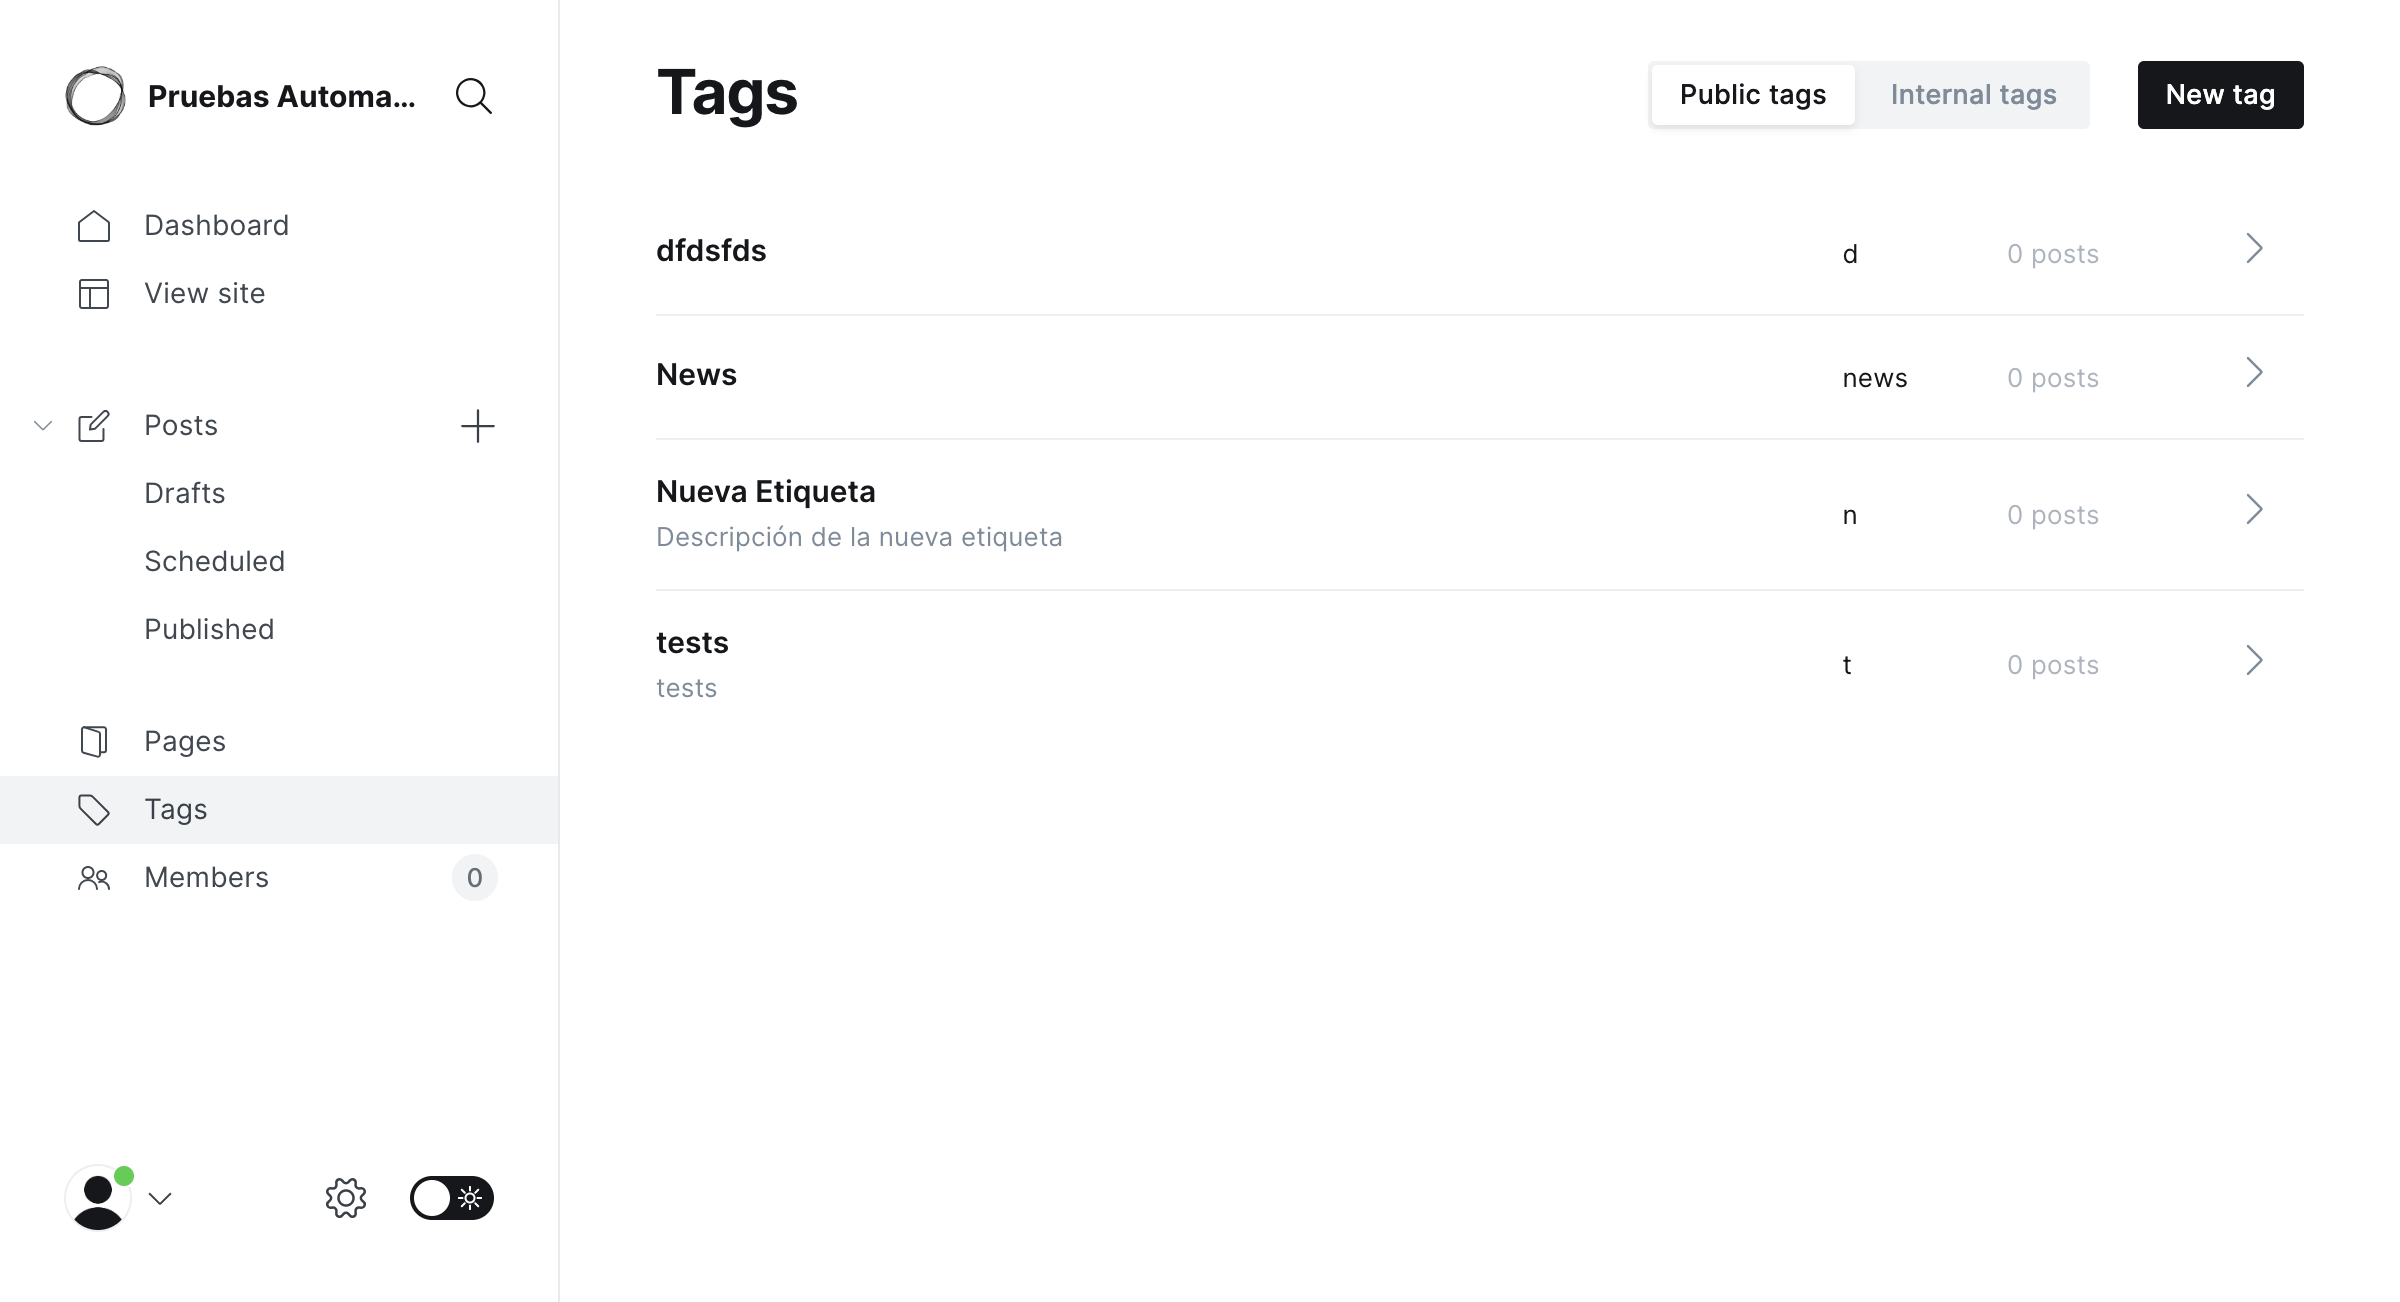 Pruebas Automa...
Dashboard
View site
Posts
Drafts
Scheduled
Published
Pages
Tags
Members 0
Tags
Public tags Internal tags New tag
dfdsfds d 0 posts
News news 0 posts
Nueva Etiqueta
Descripción de la nueva etiqueta n 0 posts
tests
tests t 0 posts